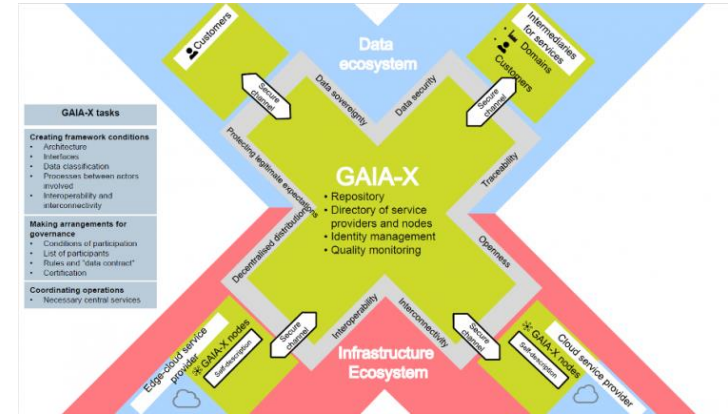 Customers
Data
ecosystem
Intermediaries
for services
Domains
Customers
Secure
channel
Secure
channel
Data sovereignty
Data security
GAIA-X tasks
Creating framework conditions
• Architecture
• Interfaces
• Data classification
• Processes between actors
involved
• Interoperability and
interconnectivity
Making arrangements for
governance
• Conditions of participation
• List of participants
• Rules and "data contract"
• Certification
Coordinating operations
• Necessary central services
Protecting legitimate expectations
Traceability
GAIA-X
• Repository
• Directory of service
providers and nodes
• Identity management
• Quality monitoring
Decentralised distribution
Openness
Interoperability
Interconnectivity
Secure
channel
Secure
channel
Infrastructure
Ecosystem
Edge-cloud service
provider
GAIA-X nodes
Self-description
Cloud service provider
GAIA-X nodes
Self-description